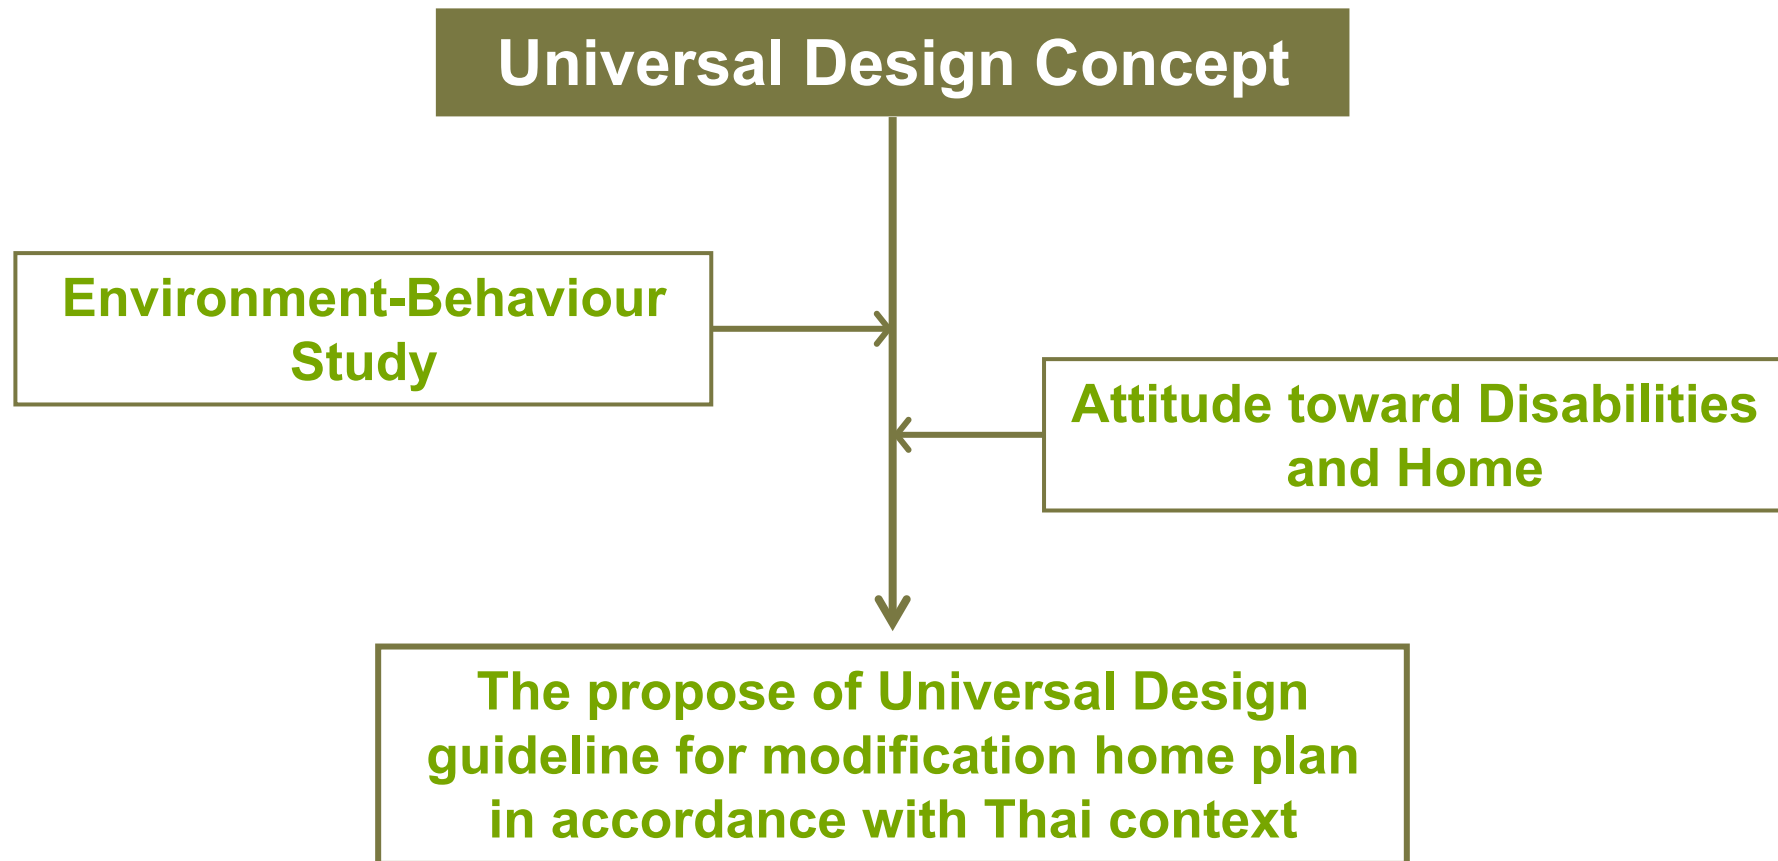 Universal Design Concept
Environment-Behaviour
Study
Attitude toward Disabilities
and Home
The propose of Universal Design
guideline for modification home plan
in accordance with Thai context